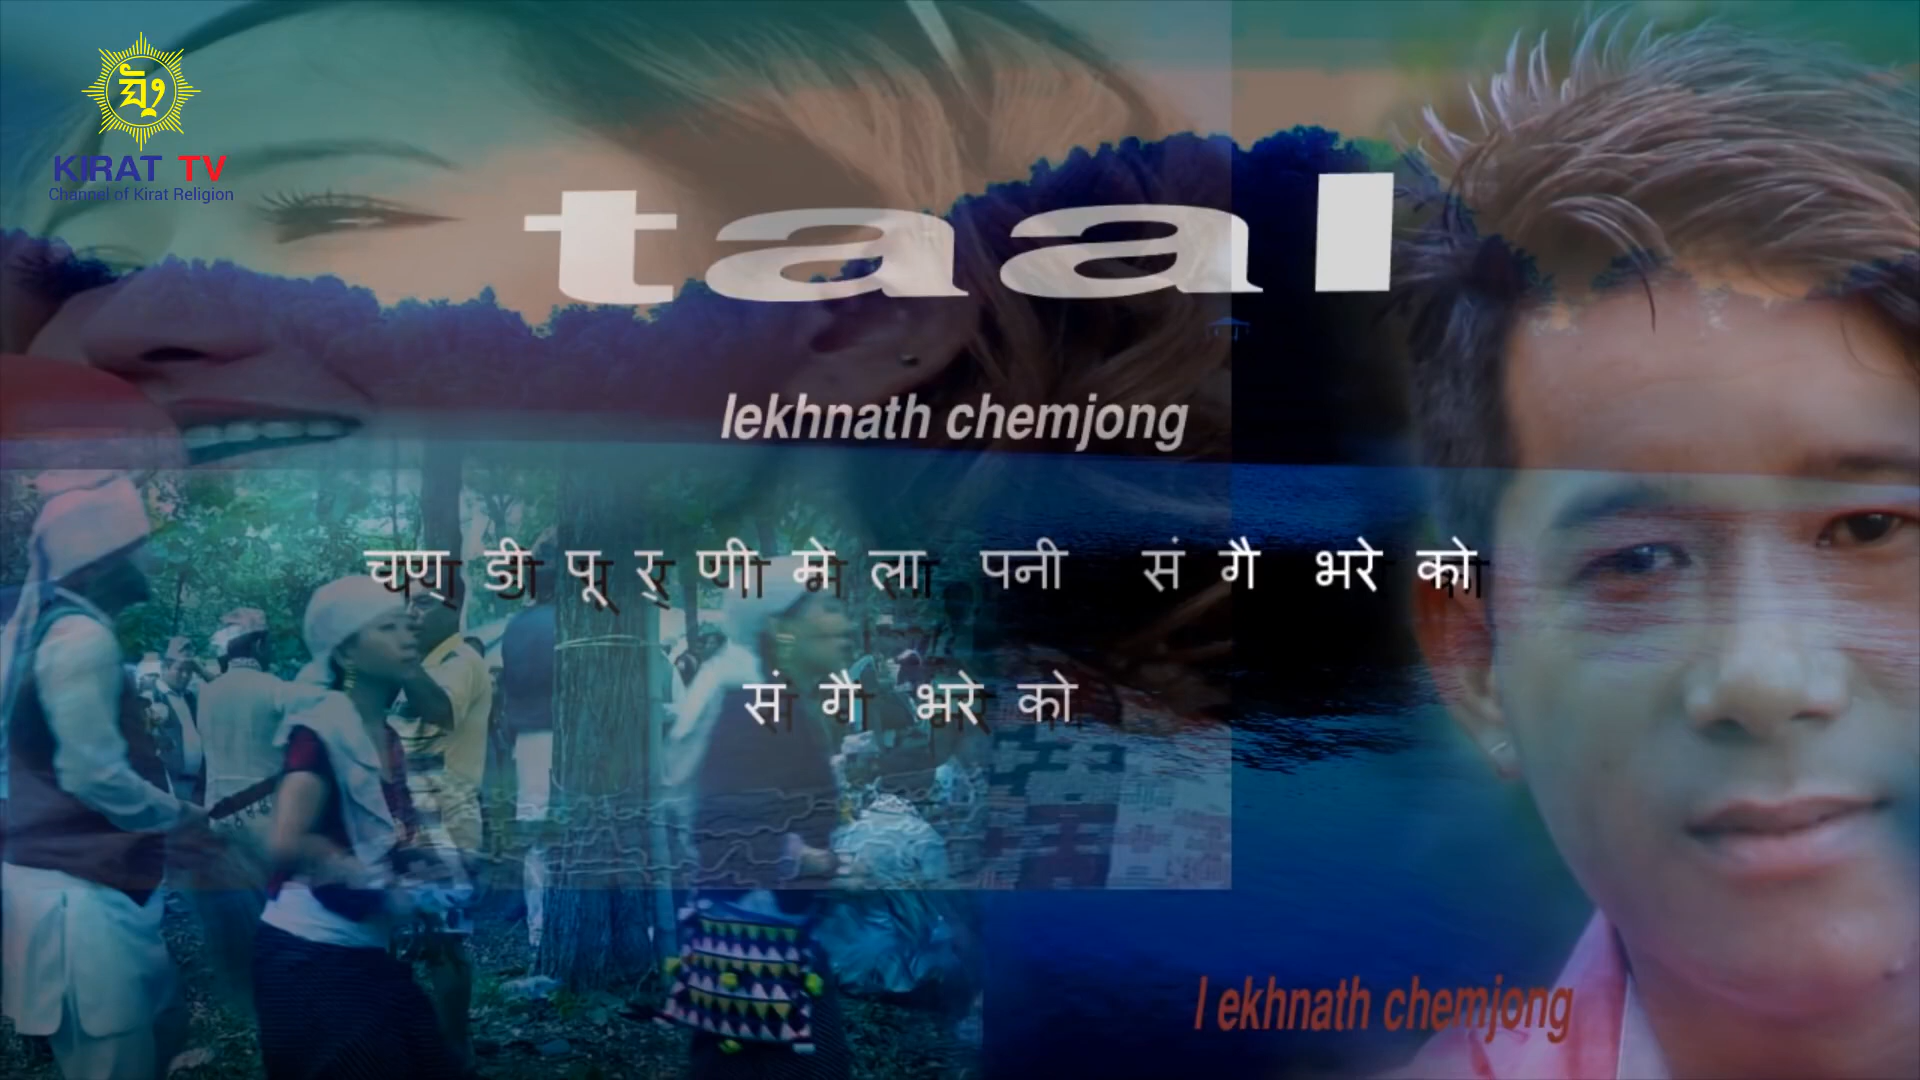 KIRAT TV
Channel of Kirat Religion
taal
lekhnath chemjong
चण् डी पू र् णी मे ला पनी सं गै भरे को
सं गै भरे को
l ekhnath chemjong